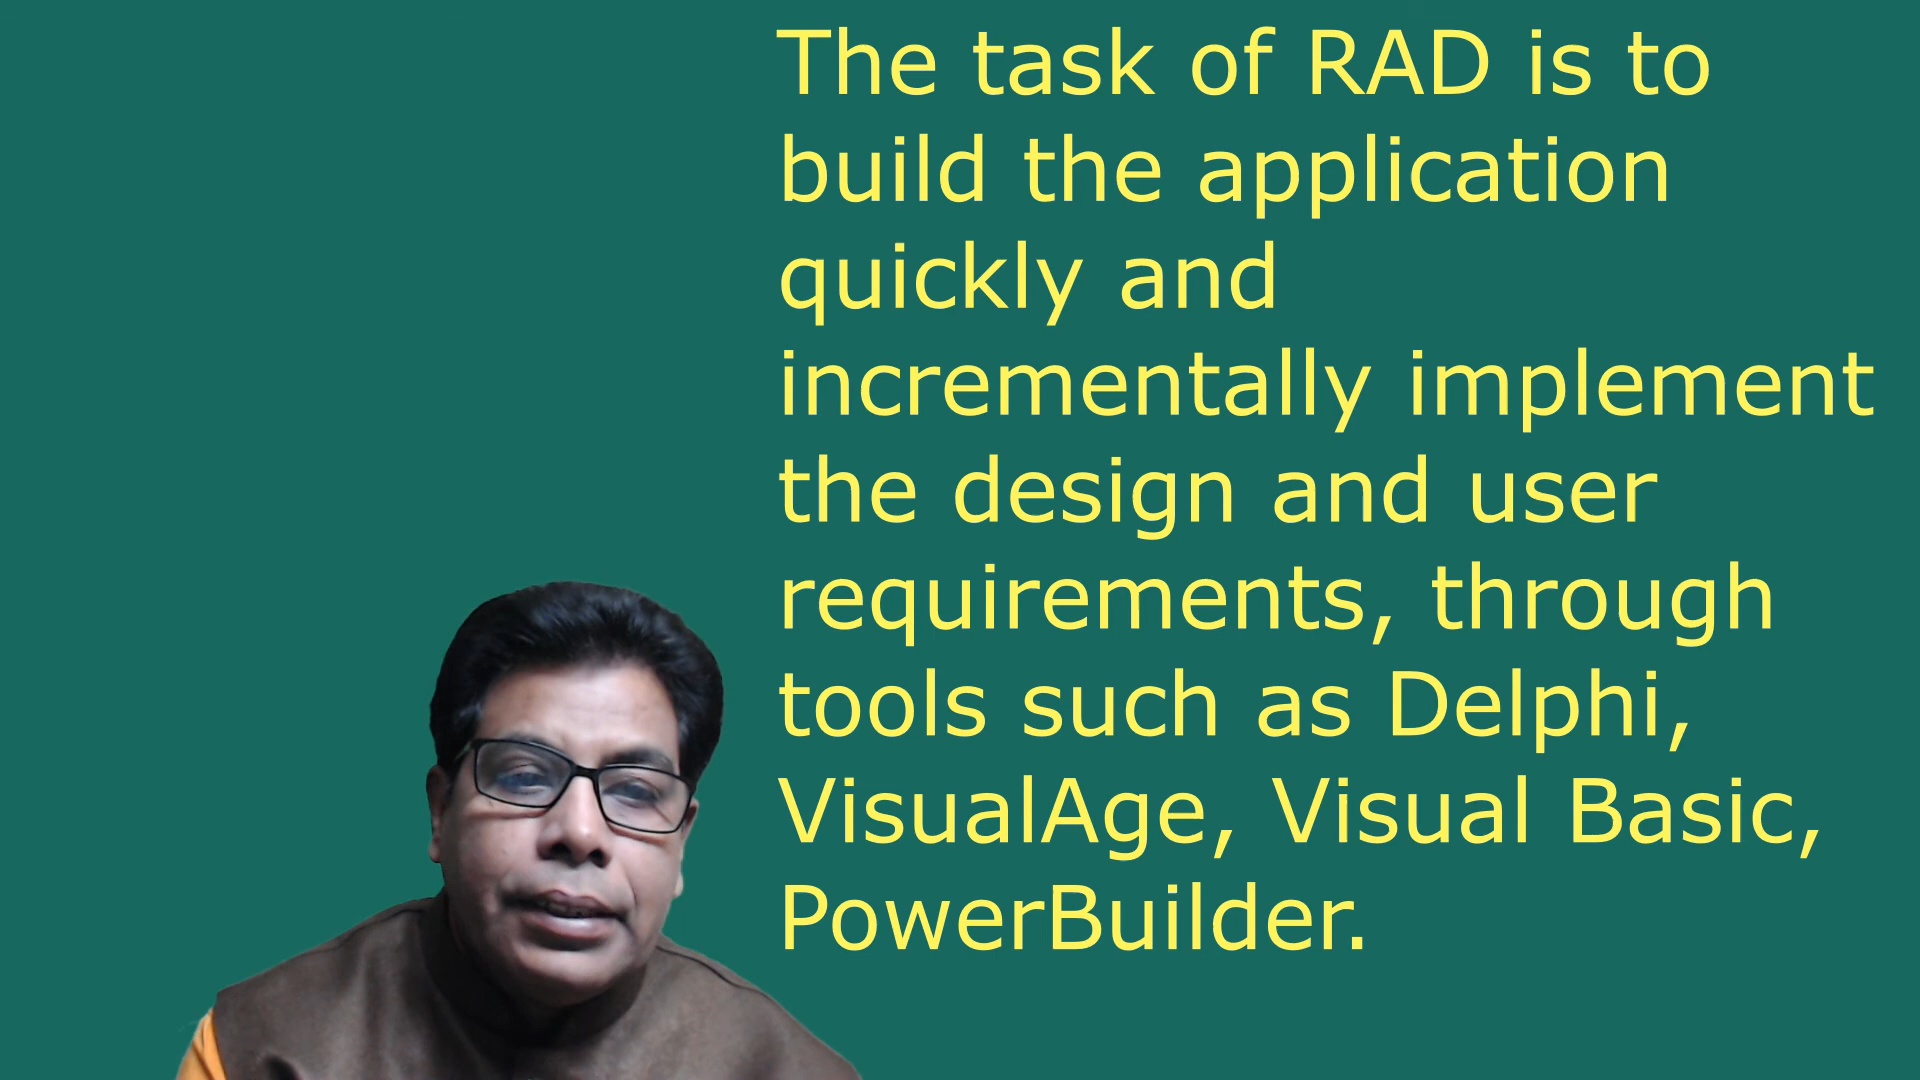 The task of RAD is to
build the application
quickly and
incrementally implement
the design and user
requirements, through
tools such as Delphi,
VisualAge, Visual Basic,
PowerBuilder.